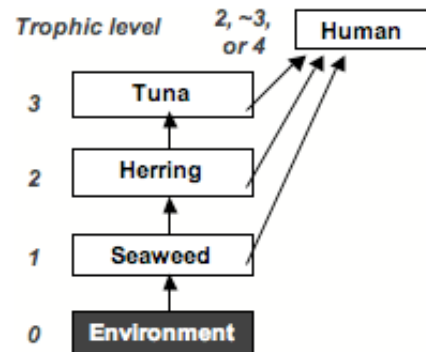 Trophic level
2, ~3,
or 4
Human
3
Tuna
2
Herring
1
Seaweed
0
Environment